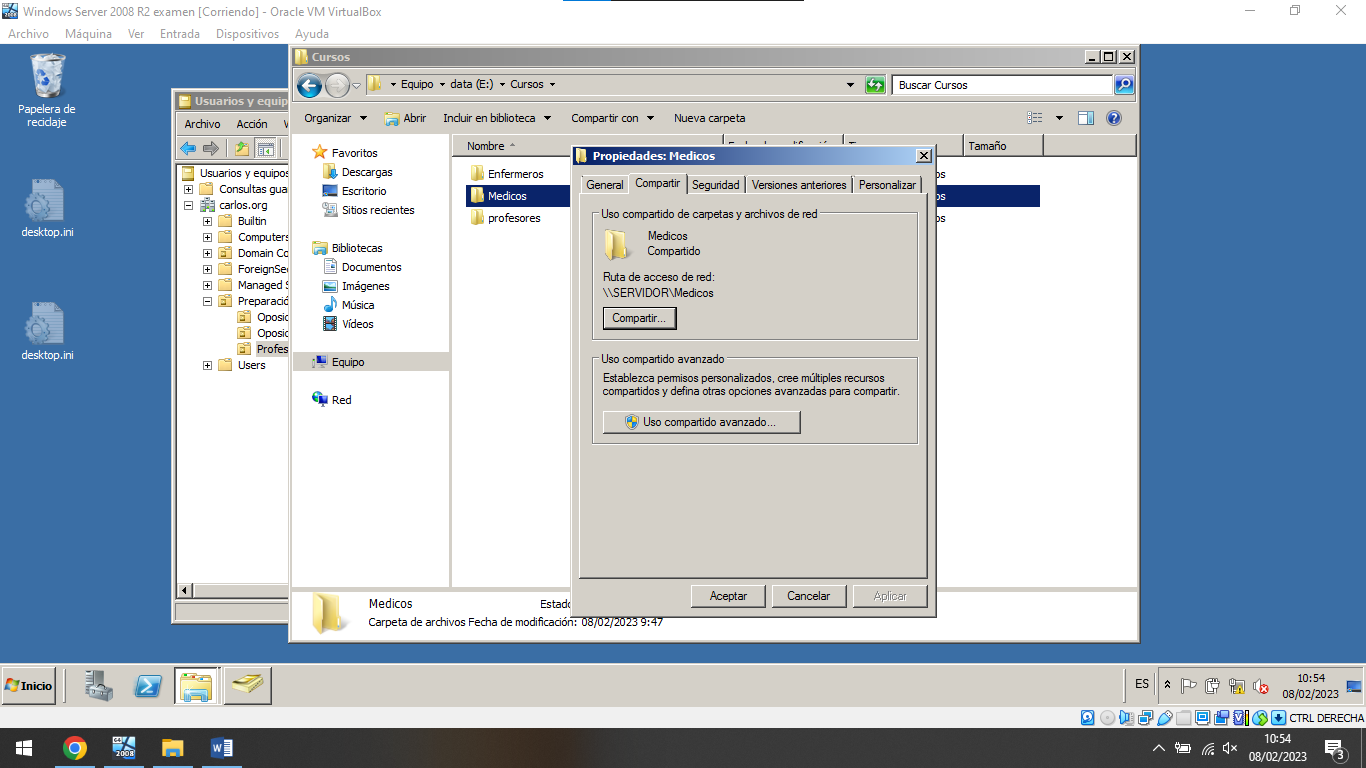 Windows Server 2008 R2 examen [Corriendo] - Oracle VM VirtualBox
Archivo Máquina Ver Entrada Dispositivos Ayuda
Papelera de
reciclaje
desktop.ini
desktop.ini
Usuarios y equip
Archivo Acción
Usuarios y equipos
Consultas gua
carlos.org
Builtin
Computers
Domain Co
ForeignSec
Managed S
Preparació
Oposic
Oposic
Profes
Users
Cursos
Equipo data (E:) Cursos
Buscar Cursos
Organizar Abrir Incluir en biblioteca Compartir con Nueva carpeta
Favoritos
Descargas
Escritorio
Sitios recientes
Bibliotecas
Documentos
Imágenes
Música
Vídeos
Equipo
Red
Nombre Tamaño
Enfermeros os
Medicos os
profesores os
Propiedades: Medicos
General Compartir Seguridad Versiones anteriores Personalizar
Uso compartido de carpetas y archivos de red
Medicos
Compartido
Ruta de acceso de red:
\\SERVIDOR\Medicos
Compartir...
Uso compartido avanzado
Establezca permisos personalizados, cree múltiples recursos
compartidos y defina otras opciones avanzadas para compartir.
Uso compartido avanzado...
Aceptar Cancelar Aplicar
Medicos Estado
Carpeta de archivos Fecha de modificación: 08/02/2023 9:47
Inicio
ES
10:54
08/02/2023
CTRL DERECHA
64
2008
10:54
08/02/2023
3